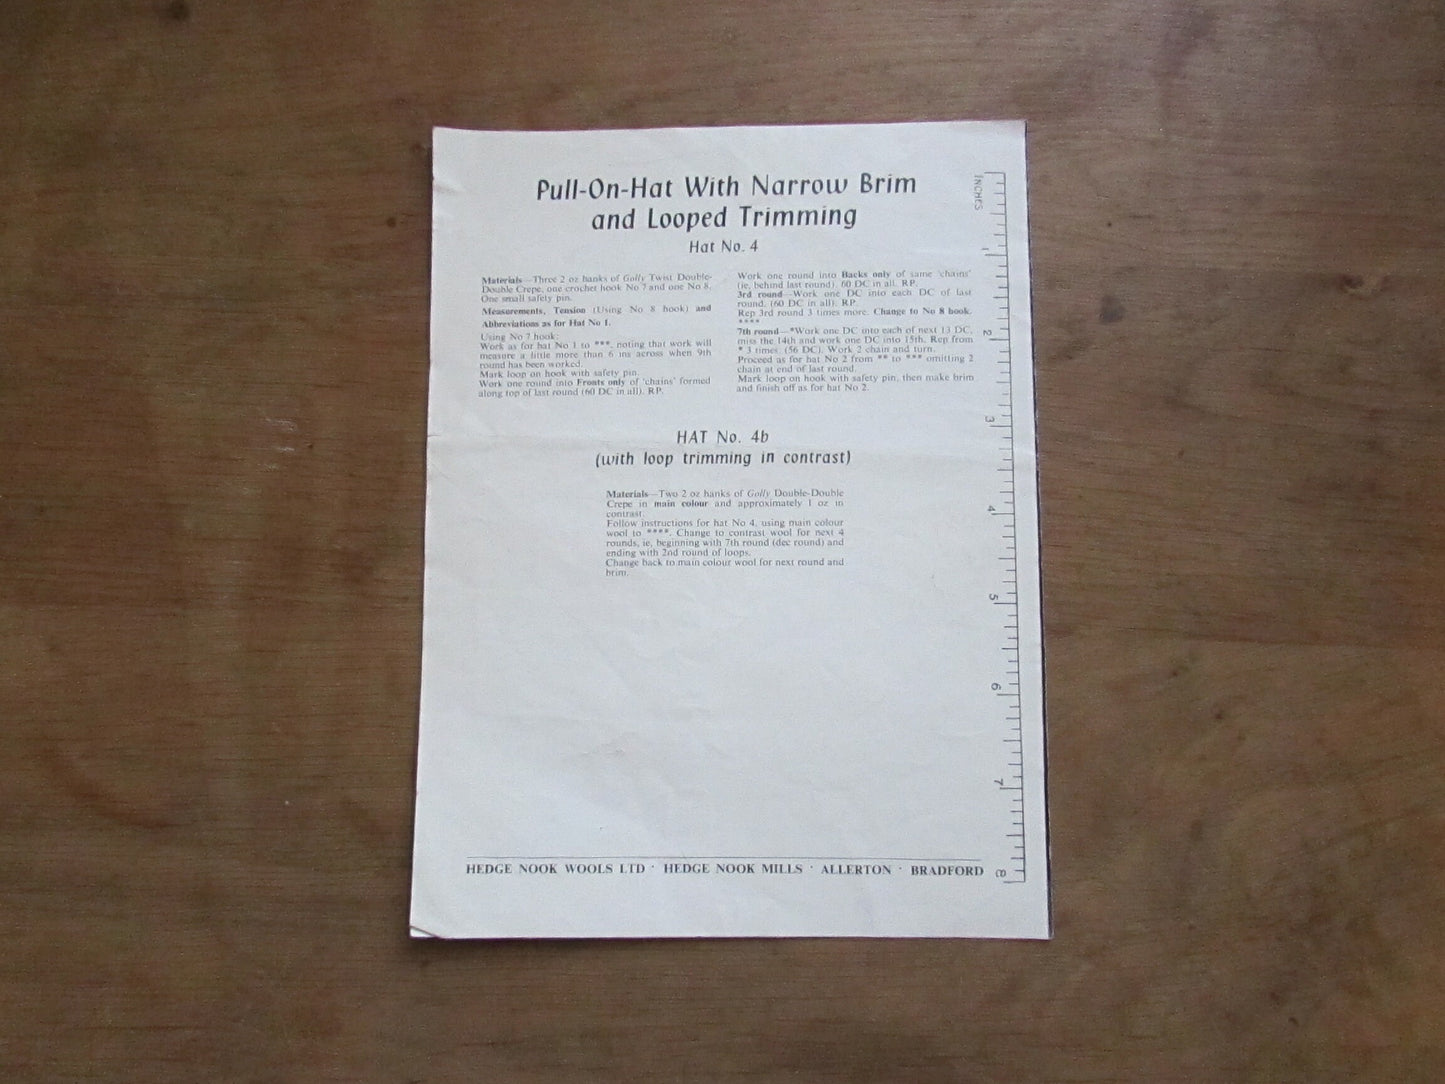 Pull-On-Hat With Narrow Brim
and Looped Trimming
Hat No. 4
Materials—Three 2 oz hanks of Golly Twist Double-
Double Crepe, one crochet hook No 7 and one No 8.
One small safety pin.
Measurements, Tension (Using No 8 hook) and
Abbreviations as for Hat No 1.
Using No 7 hook:
Work as for hat No 1 to ***, noting that work will
measure a little more than 6 ins across when 9th
round has been worked.
Mark loop on hook with safety pin.
Work one round into Fronts only of 'chains' formed
along top of last round (60 DC in all). RP.
Work one round into Backs only of same 'chains'
(ie, behind last round). 60 DC in all. RP.
3rd round—Work one DC into each DC of last
round. (60 DC in all). RP.
Rep 3rd round 3 times more. Change to No 8 hook.
****
7th round—*Work one DC into each of next 13 DC,
miss the 14th and work one DC into 15th. Rep from
* 3 times. (56 DC). Work 2 chain and turn.
Proceed as for hat No 2 from ** to *** omitting 2
chain at end of last round.
Mark loop on hook with safety pin, then make brim
and finish off as for hat No 2.
HAT No. 4b
(with loop trimming in contrast)
Materials—Two 2 oz hanks of Golly Double-Double
Crepe in main colour and approximately 1 oz in
contrast.
Follow instructions for hat No 4, using main colour
wool to ****. Change to contrast wool for next 4
rounds, ie, beginning with 7th round (dec round) and
ending with 2nd round of loops.
Change back to main colour wool for next round and
brim.
HEDGE NOOK WOOLS LTD · HEDGE NOOK MILLS · ALLERTON · BRADFORD
INCHES
1
2
3
4
5
6
7
8